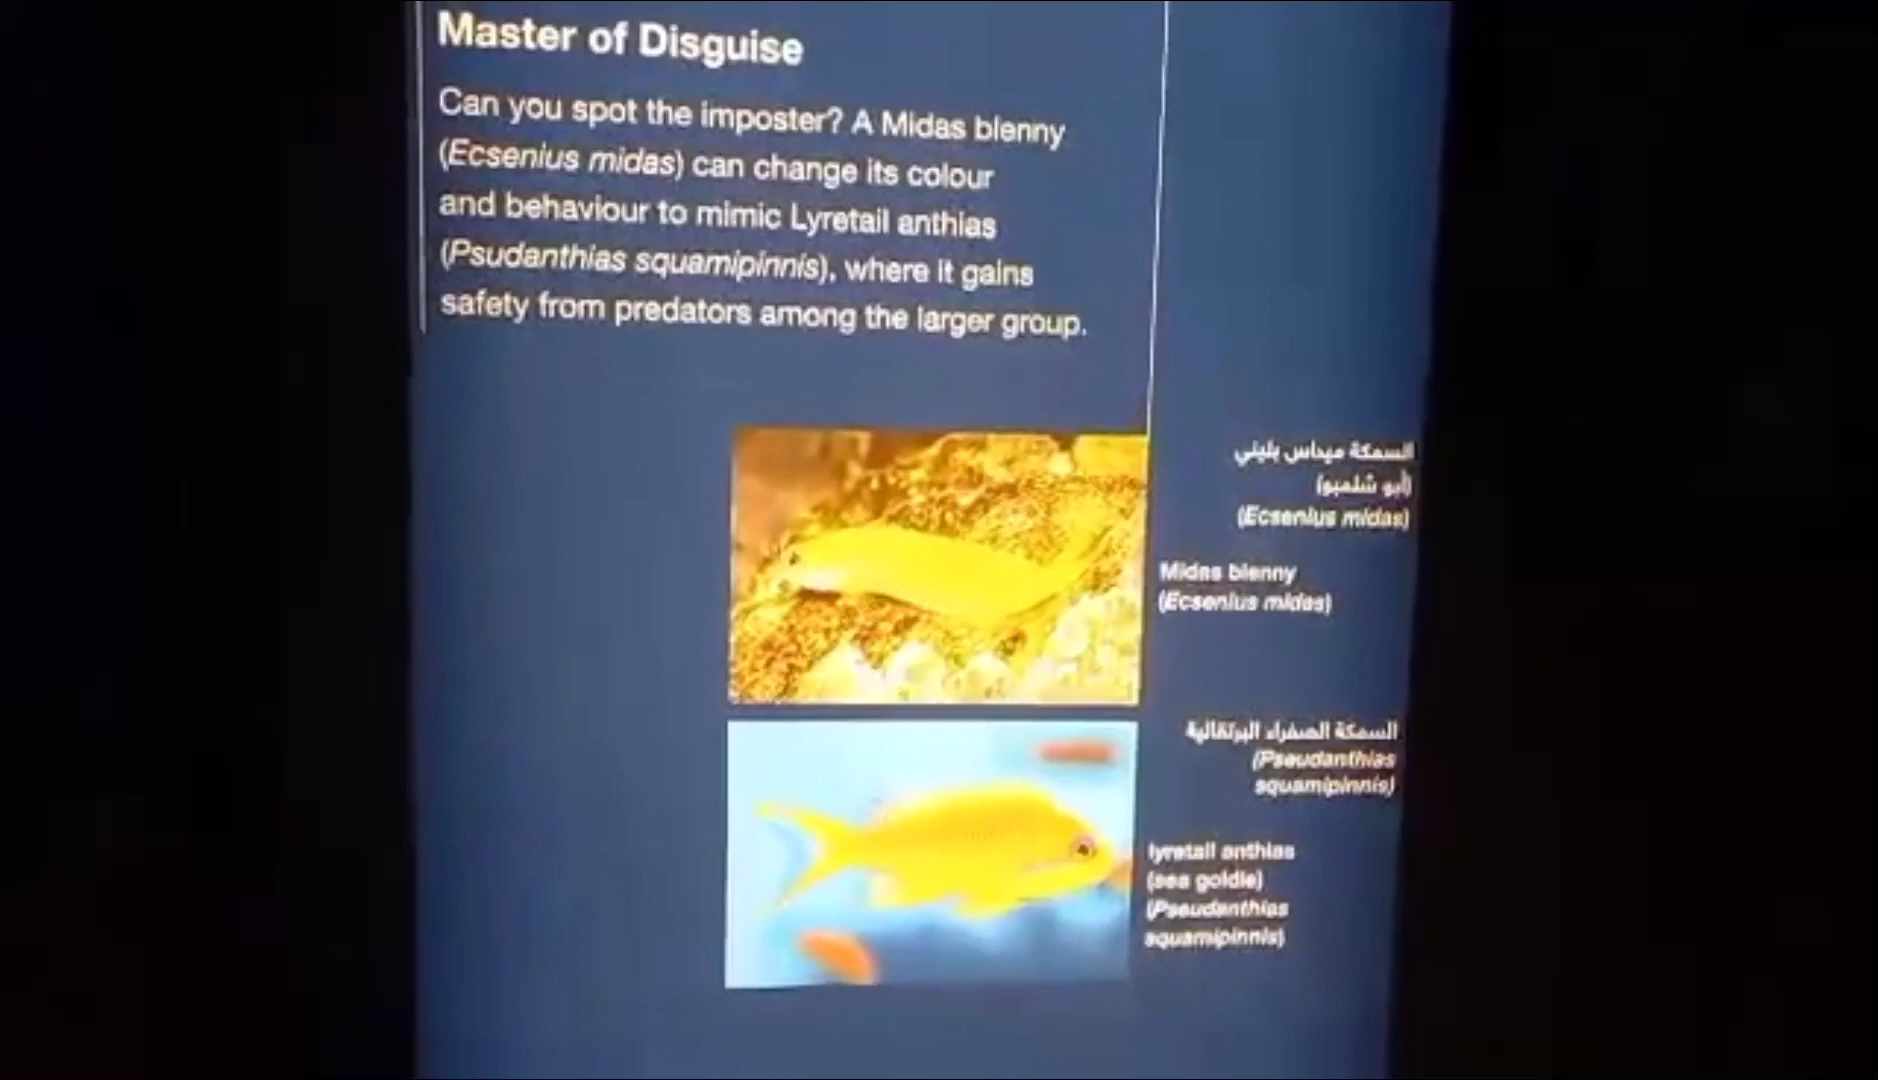 Master of Disguise
Can you spot the imposter? A Midas blenny
(Ecsenius midas) can change its colour
and behaviour to mimic Lyretail anthias
(Psudanthias squamipinnis), where it gains
safety from predators among the larger group.
السمكة ميداس بليني
(أبو شلمبو)
(Ecsenius midas)
Midas blenny
(Ecsenius midas)
السمكة الصفراء البرتقالية
(Pseudanthias
squamipinnis)
lyretail anthias
(sea goldie)
(Pseudanthias
squamipinnis)